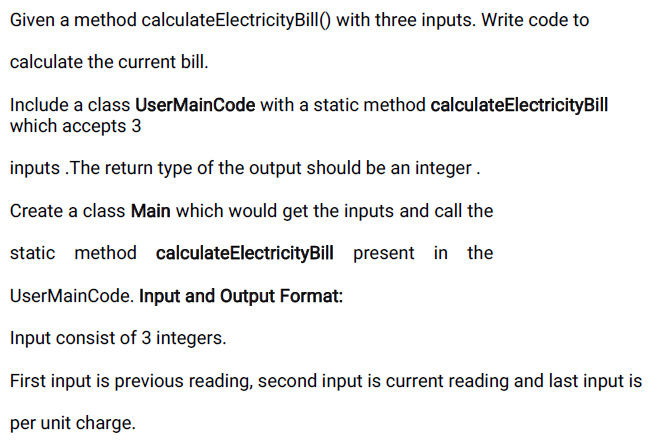 Given a method calculateElectricityBill() with three inputs. Write code to
calculate the current bill.
Include a class UserMainCode with a static method calculateElectricityBill
which accepts 3
inputs .The return type of the output should be an integer .
Create a class Main which would get the inputs and call the
static method calculateElectricityBill present in the
UserMainCode. Input and Output Format:
Input consist of 3 integers.
First input is previous reading, second input is current reading and last input is
per unit charge.